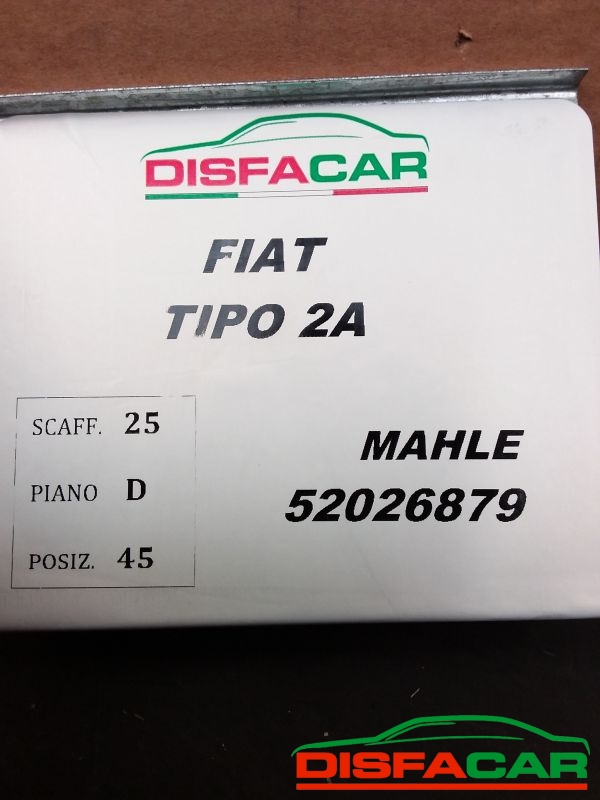 DISFACAR
FIAT
TIPO 2A
SCAFF. 25
PIANO D
POSIZ. 45
MAHLE
52026879
DISFACAR